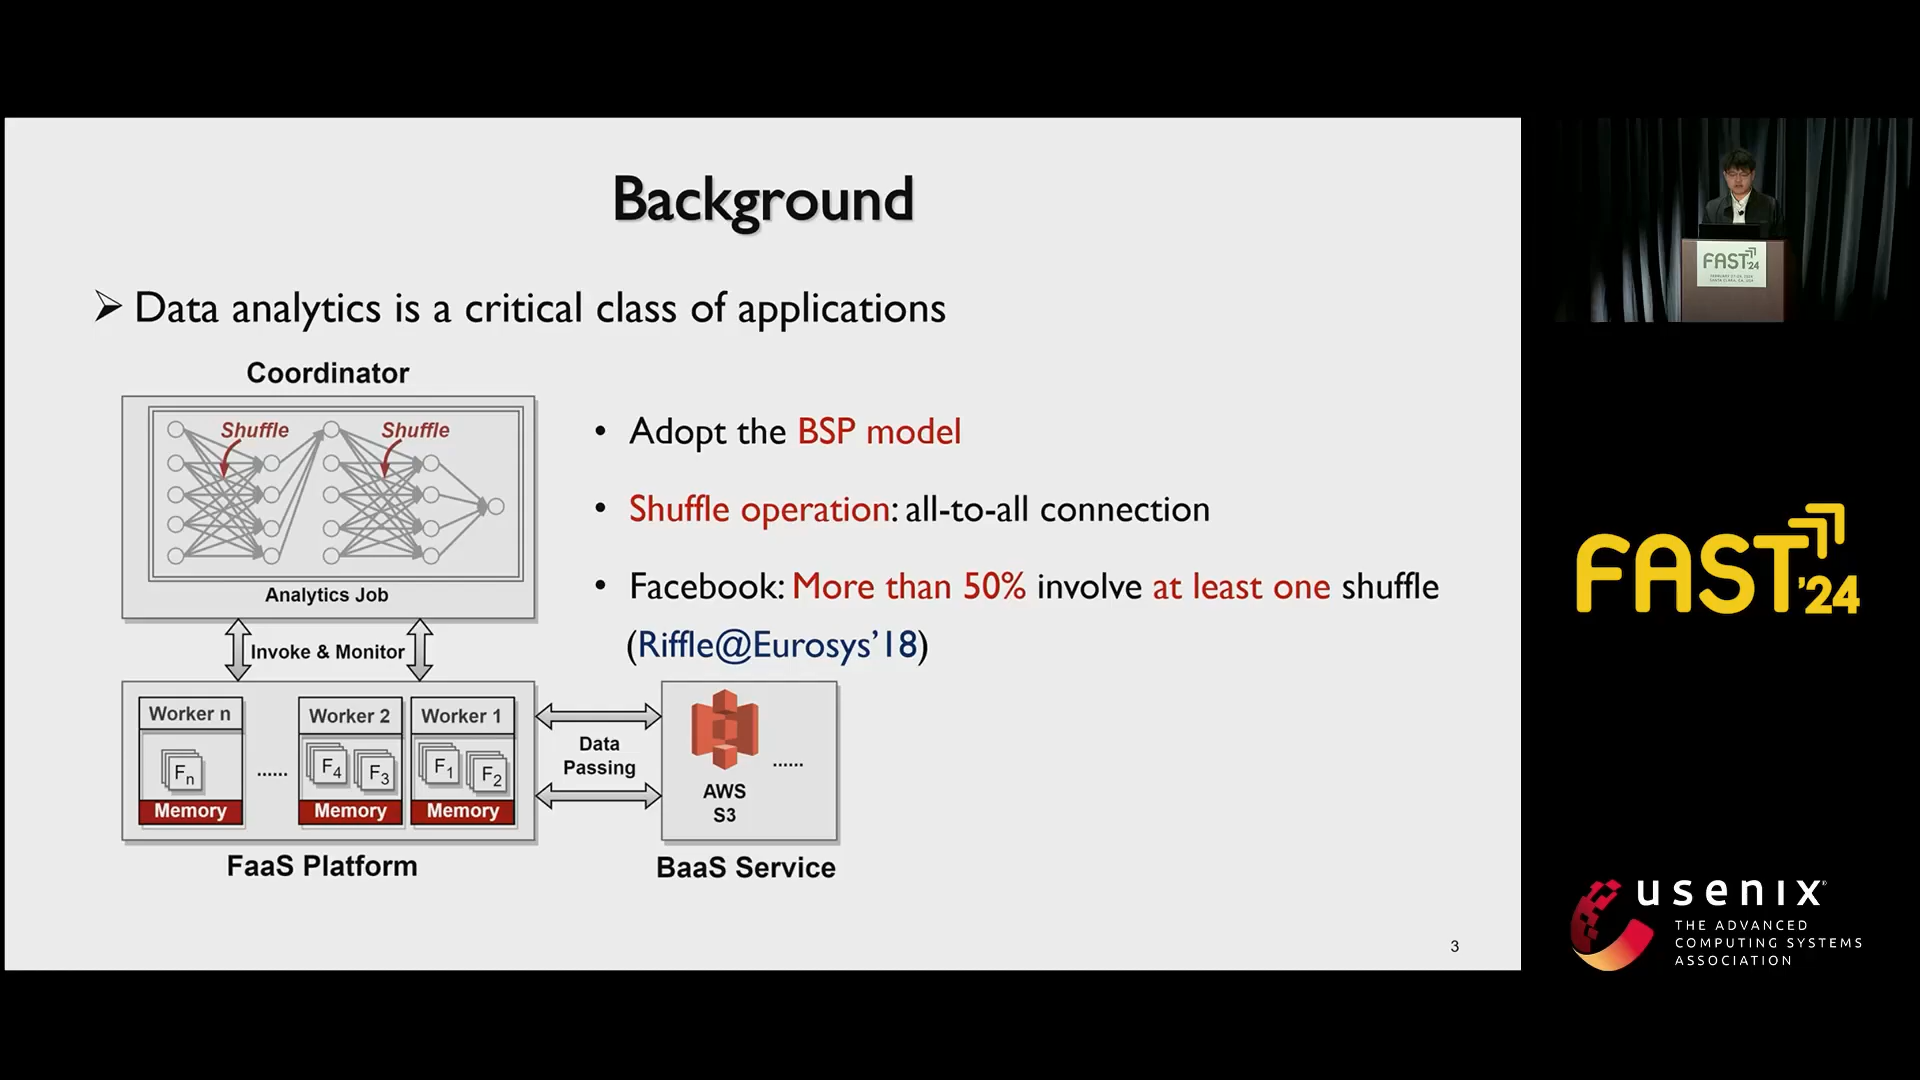 Background
➢ Data analytics is a critical class of applications
Coordinator
Shuffle
Shuffle
Analytics Job
• Adopt the BSP model
• Shuffle operation: all-to-all connection
• Facebook: More than 50% involve at least one shuffle
(Riffle@Eurosys’18)
Invoke & Monitor
Worker n
Worker 2
Worker 1
Fn
......
F4
F3
F1
F2
Memory
Memory
Memory
FaaS Platform
Data
Passing
AWS
S3
......
BaaS Service
3
FAST'24
FAST'24
usenix
THE ADVANCED
COMPUTING SYSTEMS
ASSOCIATION